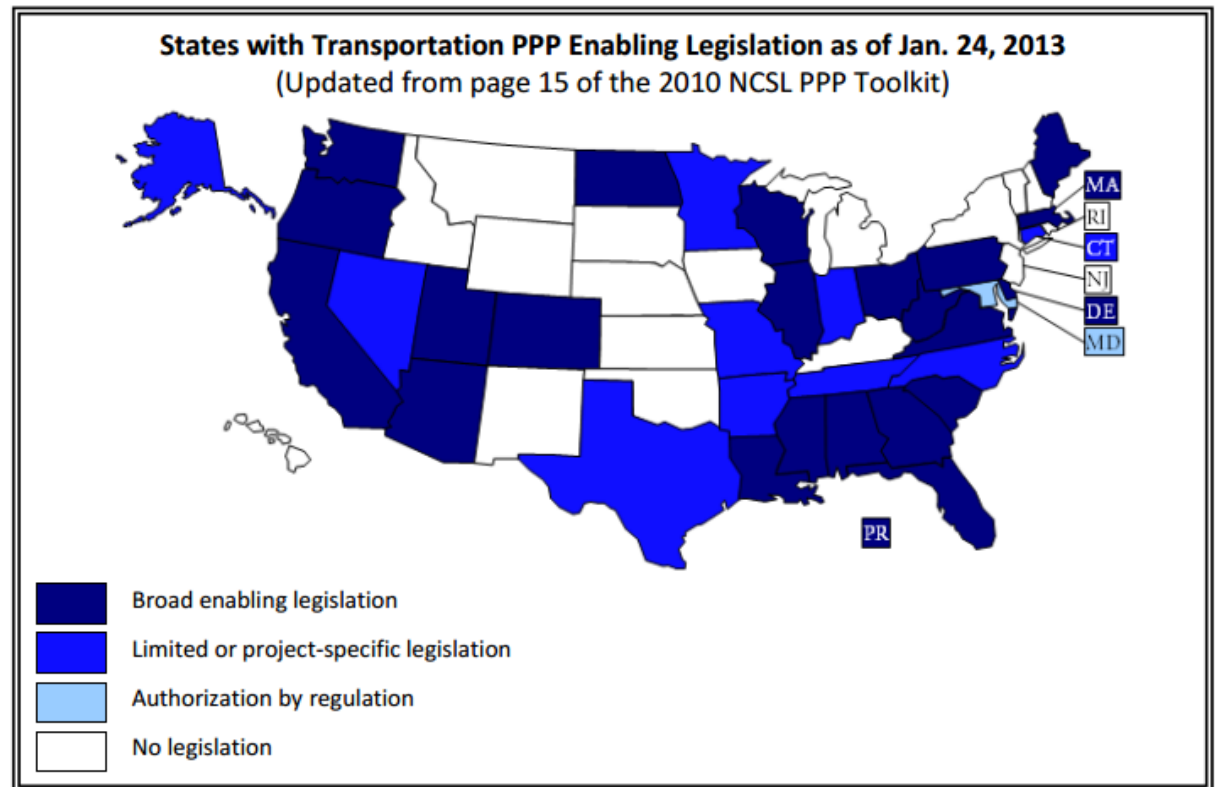 States with Transportation PPP Enabling Legislation as of Jan. 24, 2013
(Updated from page 15 of the 2010 NCSL PPP Toolkit)
MA
RI
CT
NJ
DE
MD
PR
Broad enabling legislation
Limited or project-specific legislation
Authorization by regulation
No legislation